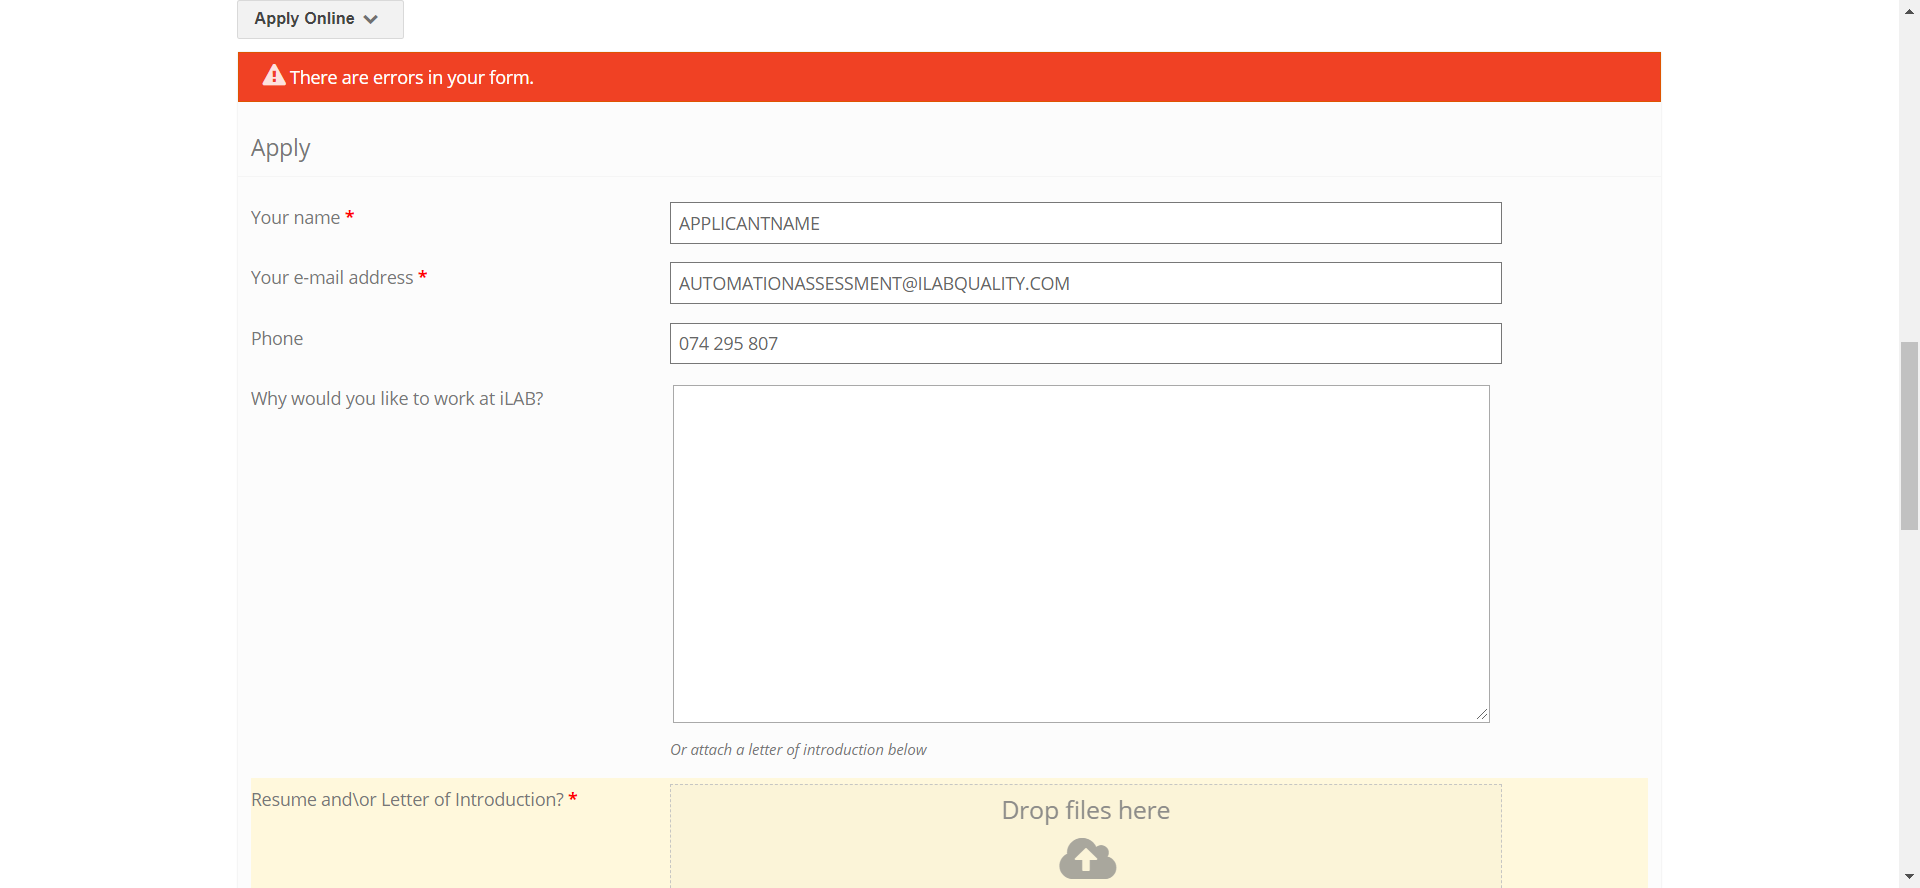 Apply Online
There are errors in your form.
Apply
Your name *
APPLICANTNAME
Your e-mail address *
AUTOMATIONASSESSMENT@ILABQUALITY.COM
Phone
074 295 807
Why would you like to work at iLAB?
Or attach a letter of introduction below
Resume and\or Letter of Introduction? *
Drop files here